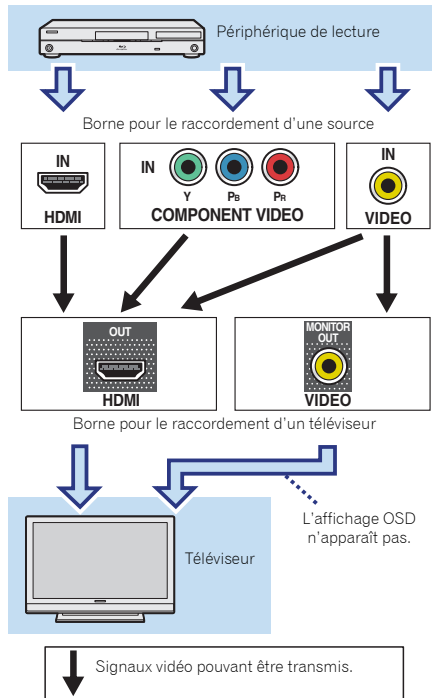 Périphérique de lecture
Borne pour le raccordement d'une source
IN
HDMI
IN
Y
PB
PR
COMPONENT VIDEO
IN
VIDEO
OUT
HDMI
MONITOR
OUT
VIDEO
Borne pour le raccordement d'un téléviseur
L'affichage OSD
n'apparaît pas.
Téléviseur
Signaux vidéo pouvant être transmis.